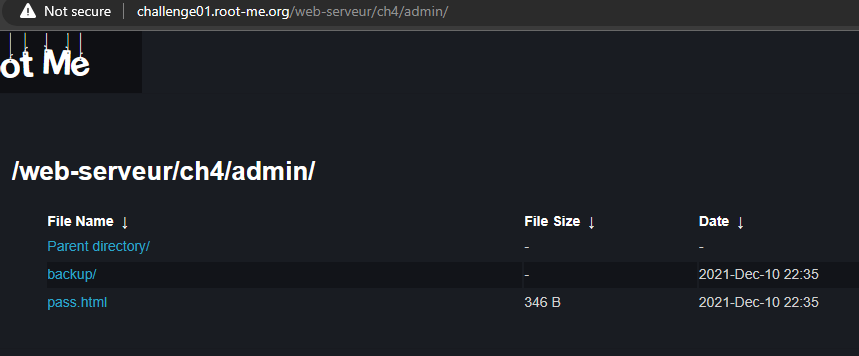 Not secure challenge01.root-me.org/web-serveur/ch4/admin/
ot Me
/web-serveur/ch4/admin/
File Name ↓ File Size ↓ Date ↓
Parent directory/ - -
backup/ - 2021-Dec-10 22:35
pass.html 346 B 2021-Dec-10 22:35